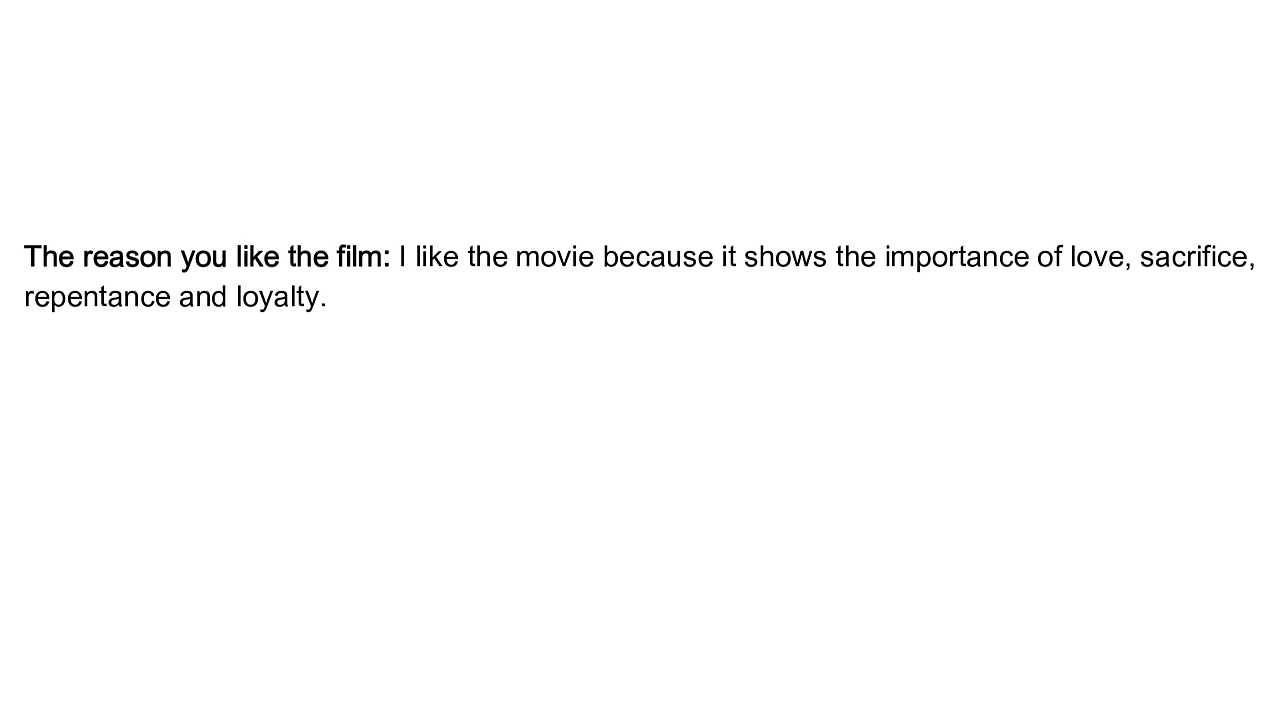 The reason you like the film: I like the movie because it shows the importance of love, sacrifice,
repentance and loyalty.